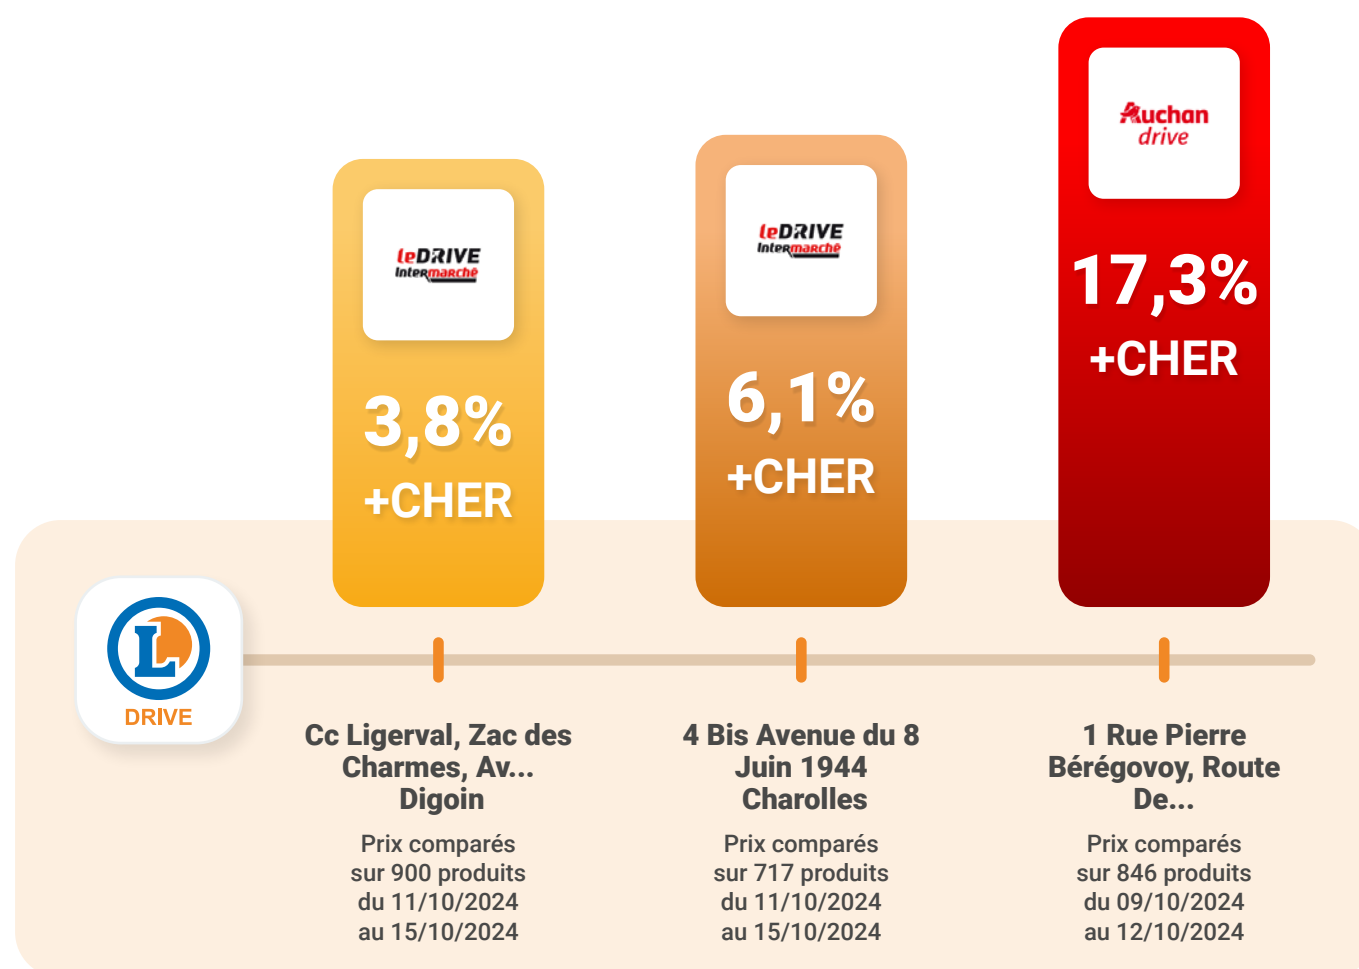 Auchan
drive
leDRIVE
Intermarché
leDRIVE
Intermarché
17,3%
+CHER
6,1%
+CHER
3,8%
+CHER
L
DRIVE
Cc Ligerval, Zac des
Charmes, Av...
Digoin
Prix comparés
sur 900 produits
du 11/10/2024
au 15/10/2024
4 Bis Avenue du 8
Juin 1944
Charolles
Prix comparés
sur 717 produits
du 11/10/2024
au 15/10/2024
1 Rue Pierre
Bérégovoy, Route
De...
Prix comparés
sur 846 produits
du 09/10/2024
au 12/10/2024